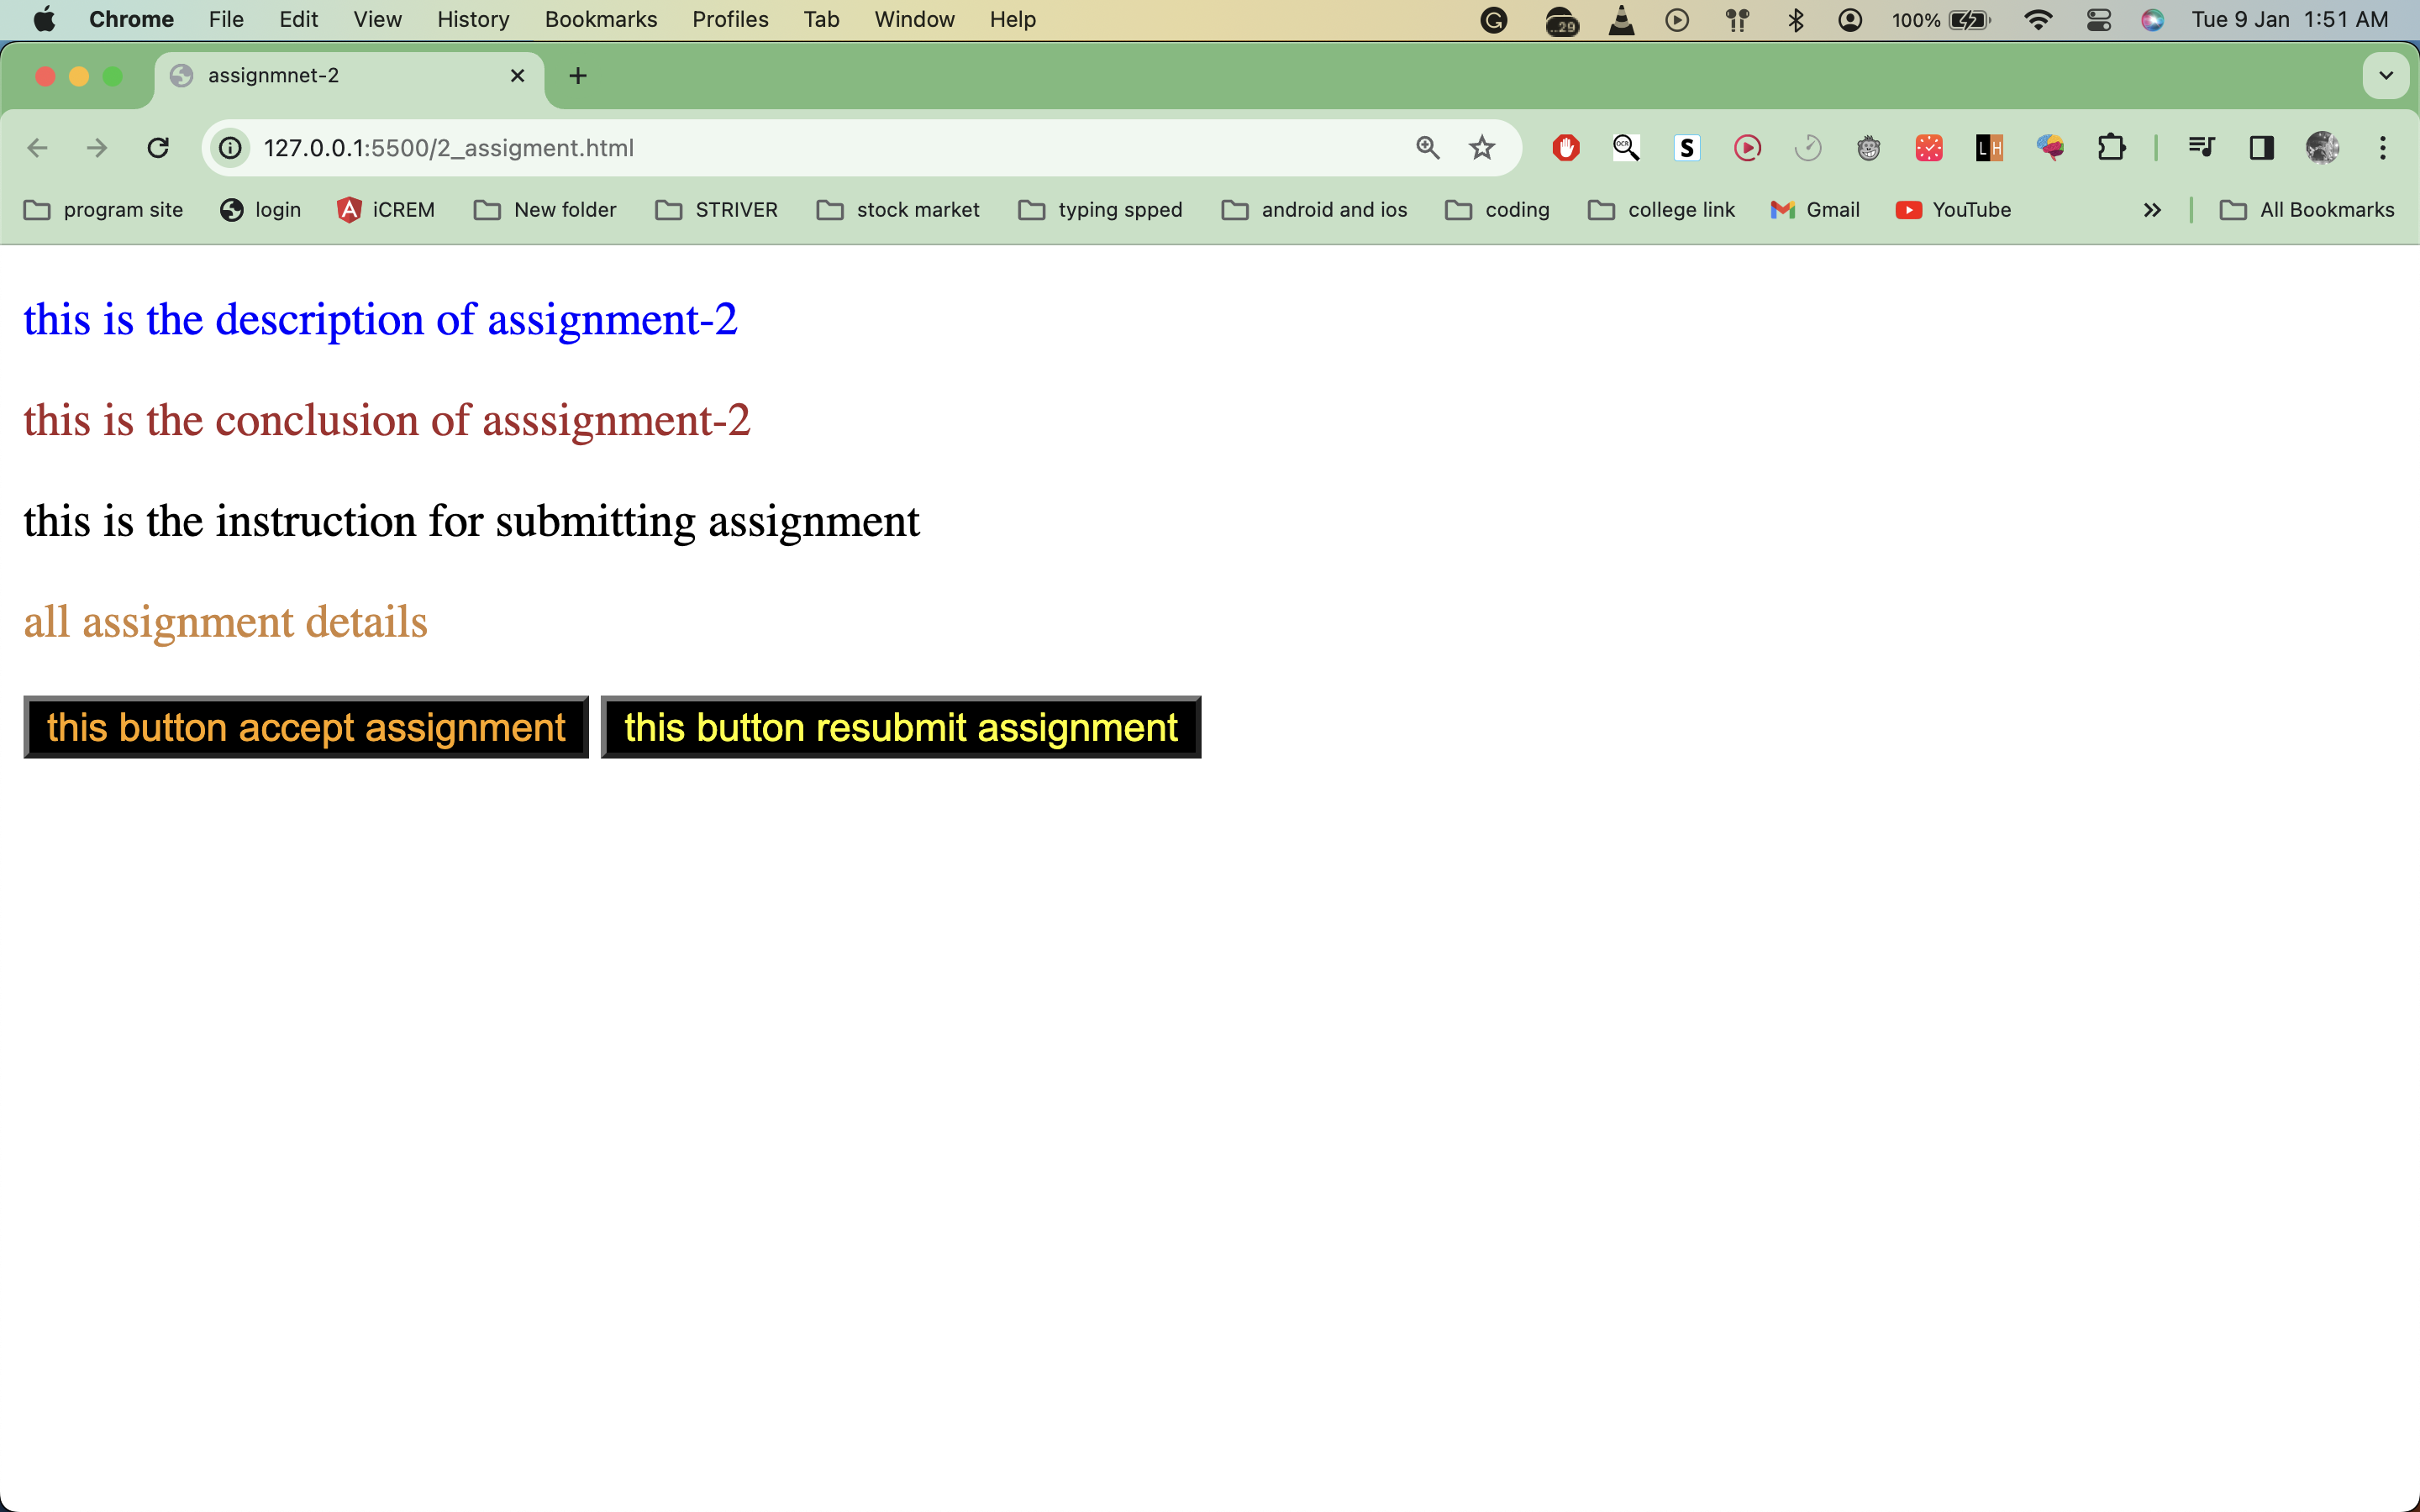 Chrome File Edit View History Bookmarks Profiles Tab Window Help 100% Tue 9 Jan 1:51 AM
assignmnet-2
127.0.0.1:5500/2_assigment.html
program site login iCREM New folder STRIVER stock market typing spped android and ios coding college link Gmail YouTube All Bookmarks
this is the description of assignment-2
this is the conclusion of asssignment-2
this is the instruction for submitting assignment
all assignment details
this button accept assignment this button resubmit assignment